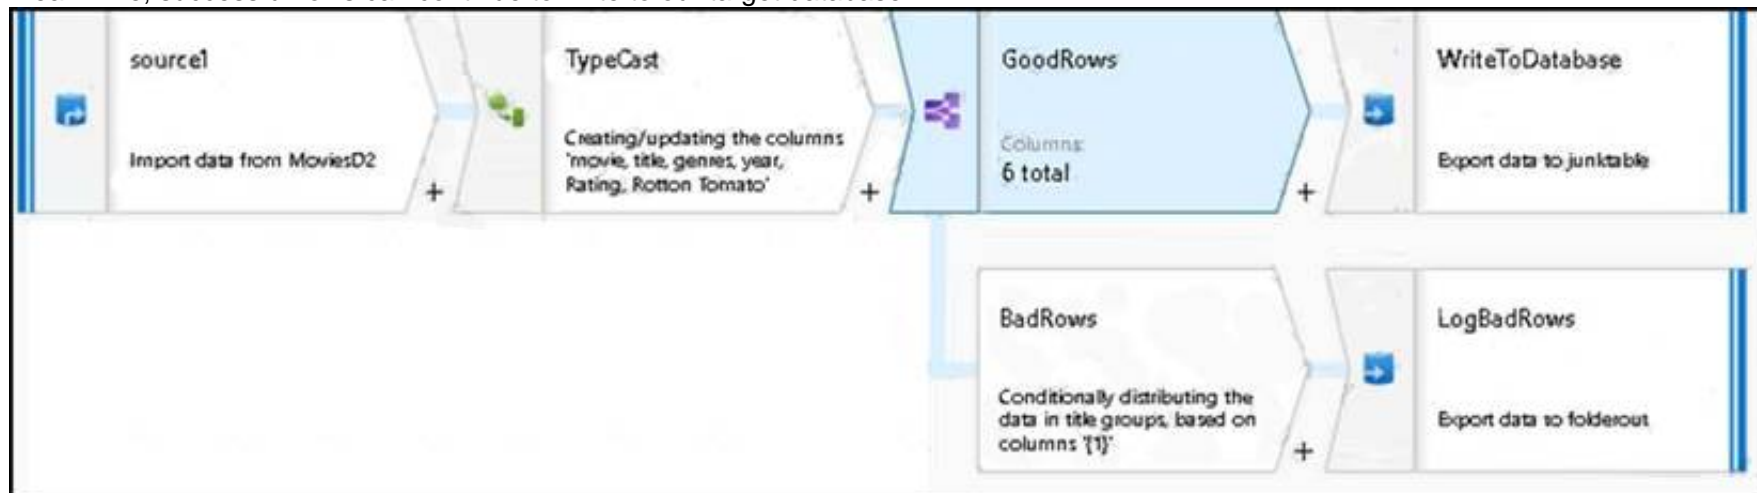 source1
Import data from MoviesD2
+
TypeCast
Creating/updating the columns
'movie, title, genres, year,
Rating, Rotton Tomato'
+
GoodRows
Columns:
6 total
+
WriteToDatabase
Export data to junktable
BadRows
Conditionally distributing the
data in title groups, based on
columns '{1}'
+
LogBadRows
Export data to folderout